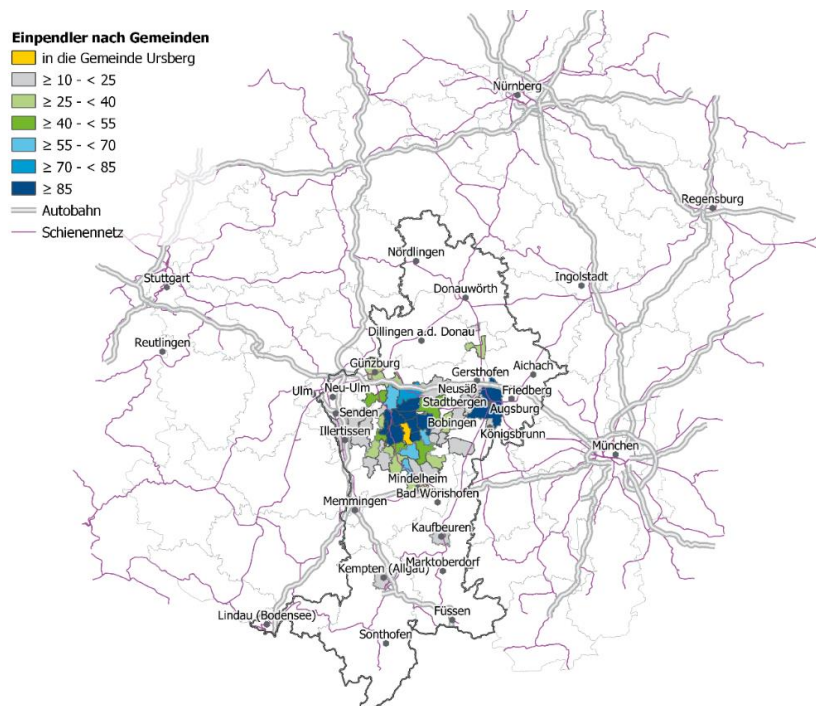 Einpendler nach Gemeinden
in die Gemeinde Ursberg
≥ 10 - < 25
≥ 25 - < 40
≥ 40 - < 55
≥ 55 - < 70
≥ 70 - < 85
≥ 85
Autobahn
Schienennetz
Nürnberg
Regensburg
Nördlingen
Stuttgart
Ingolstadt
Donauwörth
Dillingen a.d. Donau
Reutlingen
Günzburg
Aichach
Gersthofen
Ulm
Neu-Ulm
Neusäß
Friedberg
Stadtbergen
Senden
Augsburg
Bobingen
Illertissen
Königsbrunn
München
Mindelheim
Bad Wörishofen
Memmingen
Kaufbeuren
Marktoberdorf
Kempten (Allgäu)
Lindau (Bodensee)
Füssen
Sonthofen